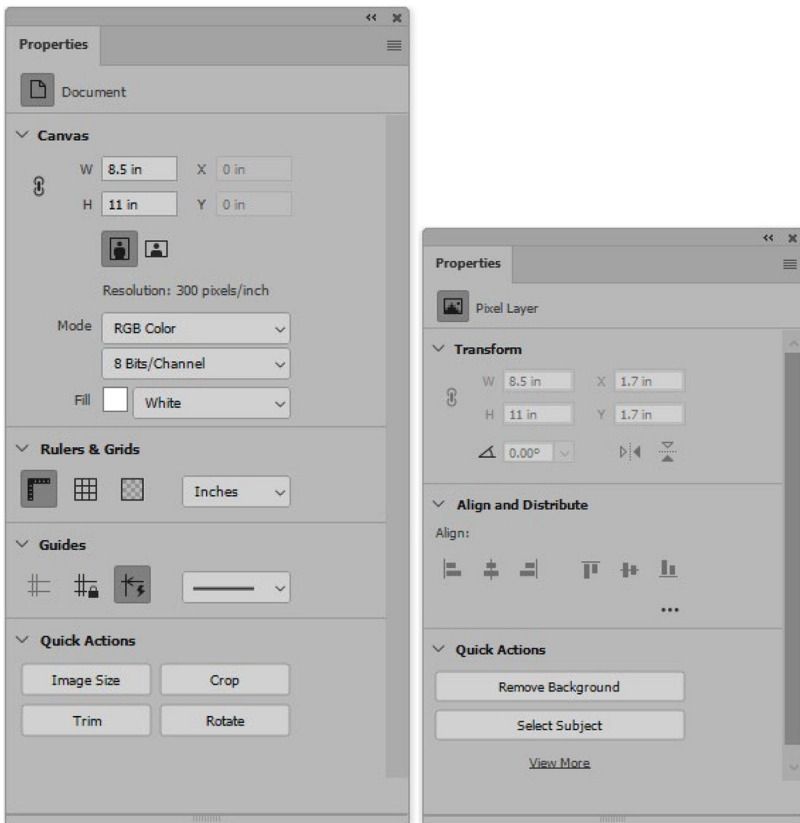 Properties
Document
Canvas
W 8.5 in X 0 in
H 11 in Y 0 in
Resolution: 300 pixels/inch
Mode RGB Color
8 Bits/Channel
Fill White
Rulers & Grids
Inches
Guides
Quick Actions
Image Size Crop
Trim Rotate
Properties
Pixel Layer
Transform
W 8.5 in X 1.7 in
H 11 in Y 1.7 in
0.00º
Align and Distribute
Align:
Quick Actions
Remove Background
Select Subject
View More